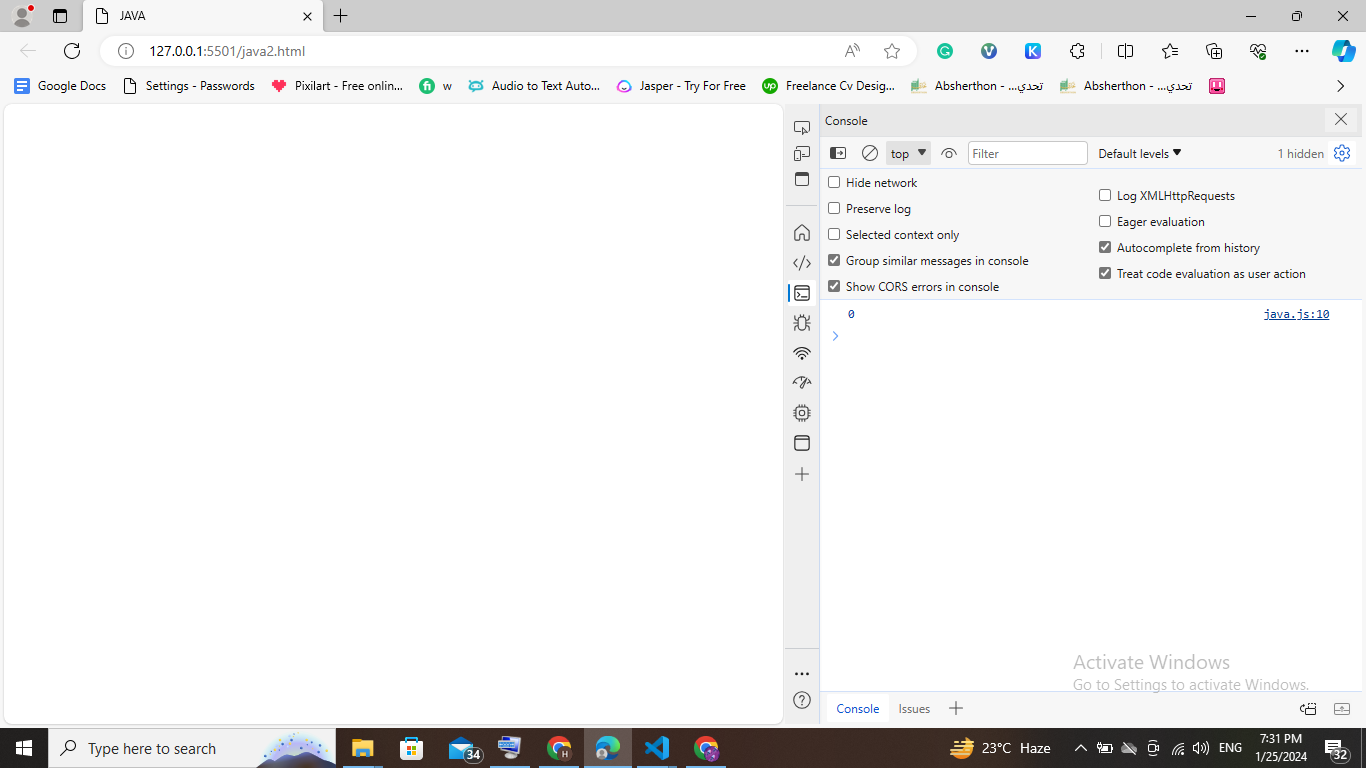 JAVA
127.0.0.1:5501/java2.html
Google Docs
Settings - Passwords
Pixilart - Free onlin...
w
Audio to Text Auto...
Jasper - Try For Free
Freelance Cv Desig...
Absherthon - ...تحدي
Absherthon - ...تحدي
Console
top
Filter
Default levels
1 hidden
Hide network
Preserve log
Selected context only
Group similar messages in console
Show CORS errors in console
Log XMLHttpRequests
Eager evaluation
Autocomplete from history
Treat code evaluation as user action
0 java.js:10
Activate Windows
Go to Settings to activate Windows.
Console
Issues
Type here to search
34
H
23°C Haze
ENG
7:31 PM
1/25/2024
32